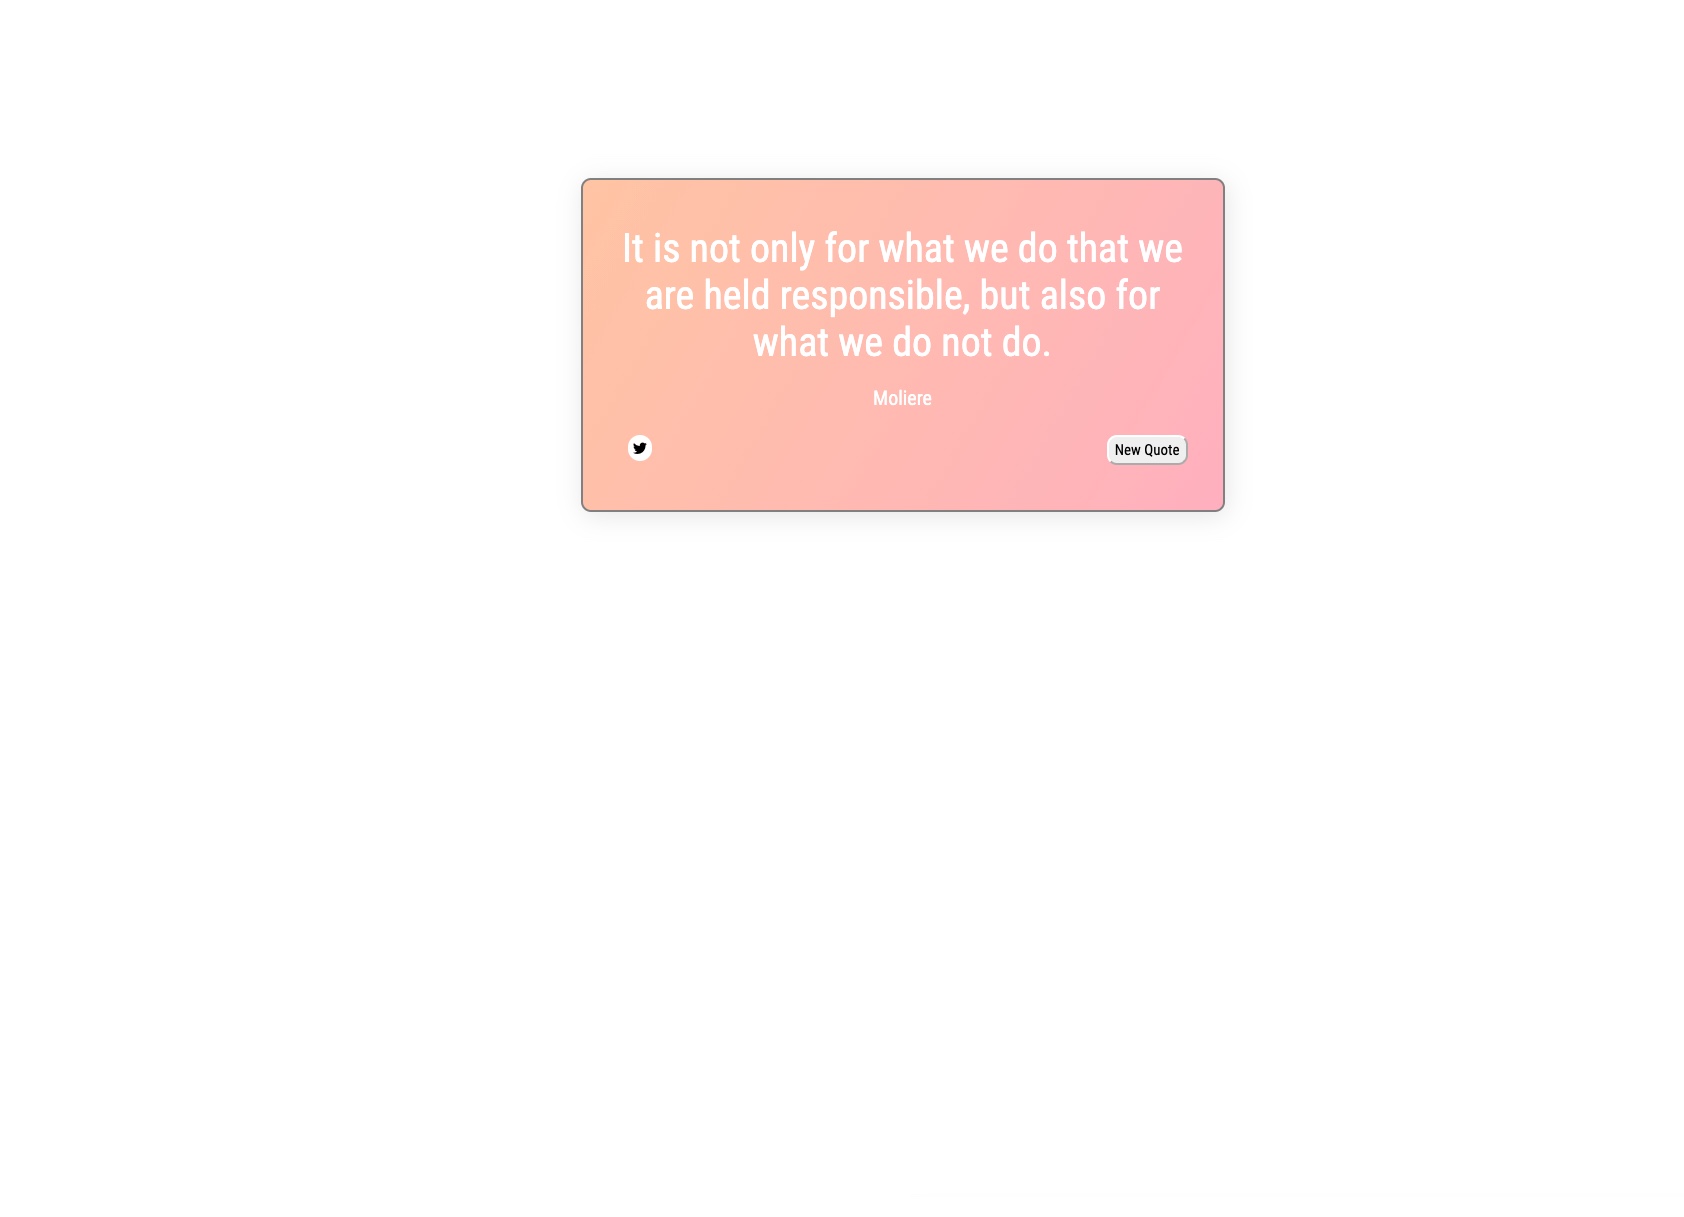 It is not only for what we do that we
are held responsible, but also for
what we do not do.
Moliere
New Quote